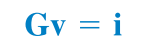 Gv = i